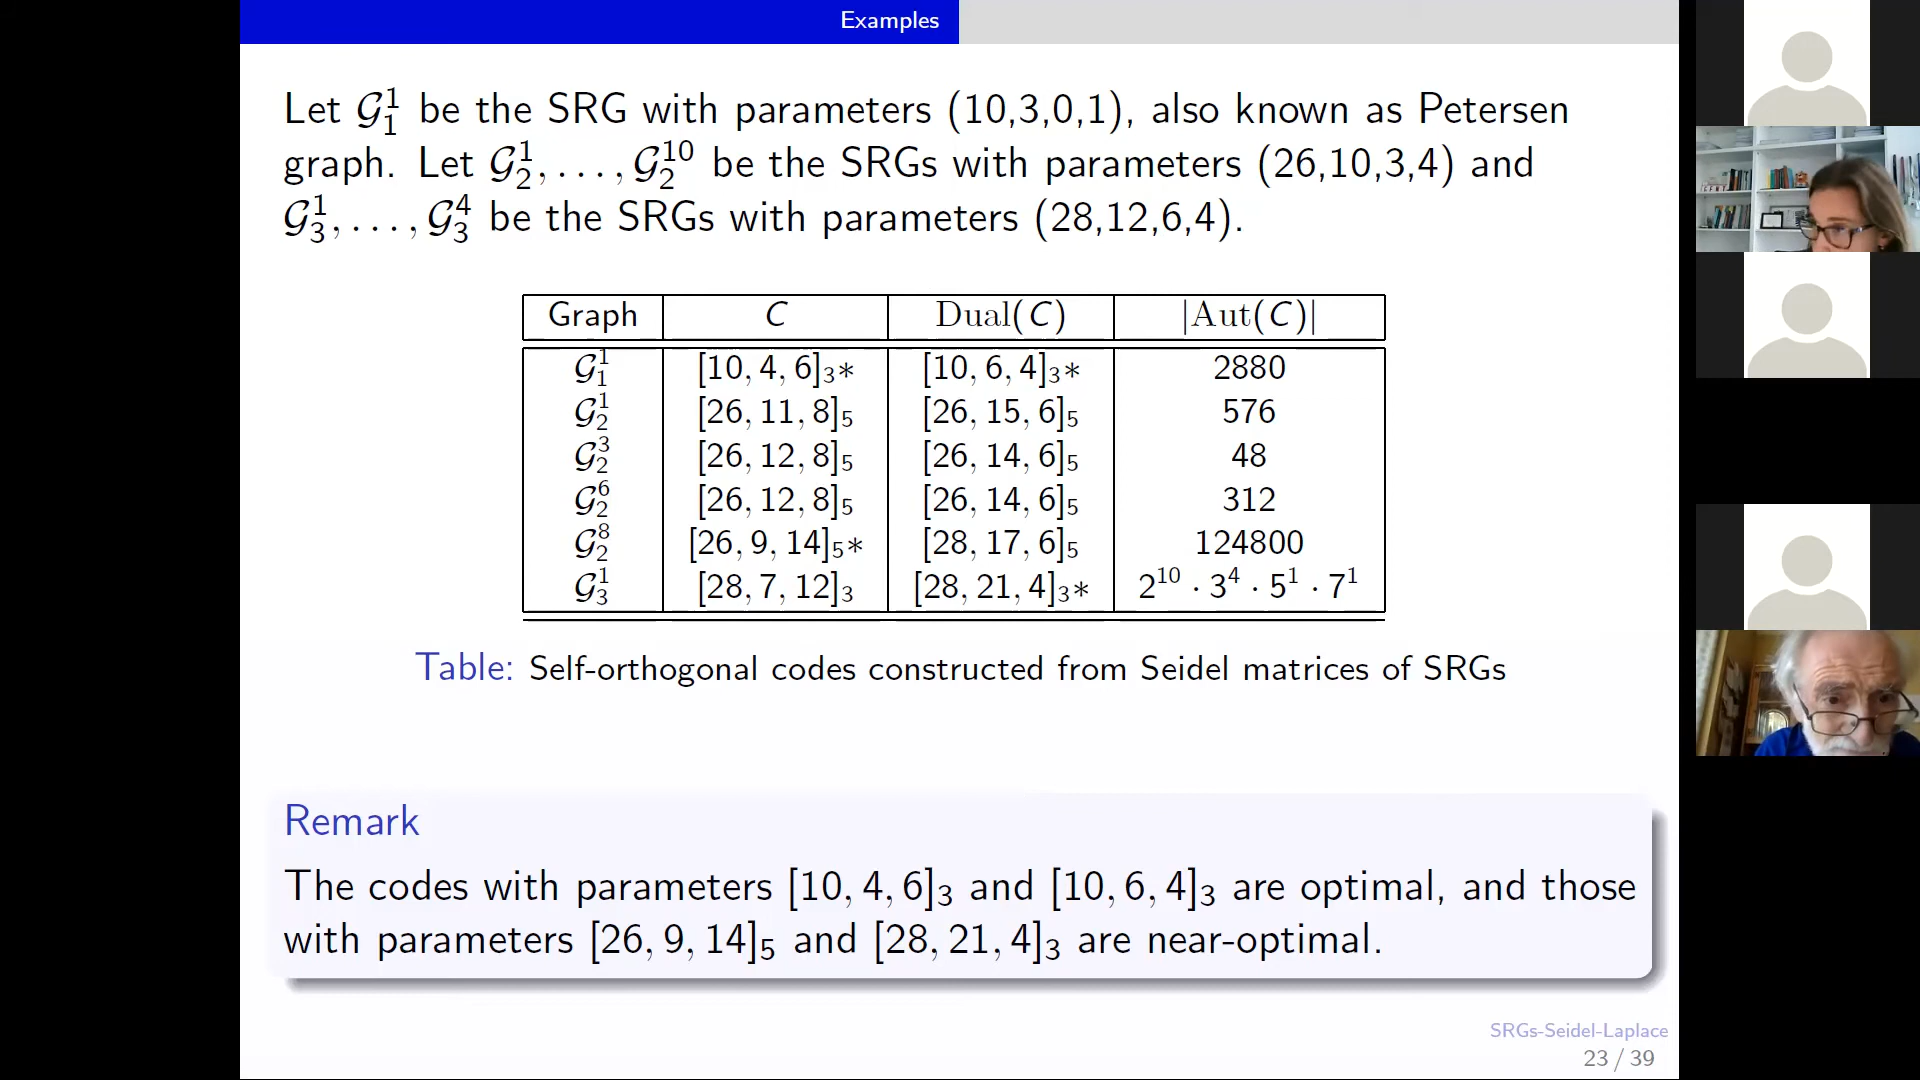 Examples
Let 𝒢₁¹ be the SRG with parameters (10,3,0,1), also known as Petersen
graph. Let 𝒢₂¹, . . . , 𝒢₂¹⁰ be the SRGs with parameters (26,10,3,4) and
𝒢₃¹, . . . , 𝒢₃⁴ be the SRGs with parameters (28,12,6,4).
Graph C Dual(C) |Aut(C)|
𝒢₁¹ [10, 4, 6]₃* [10, 6, 4]₃* 2880
𝒢₂¹ [26, 11, 8]₅ [26, 15, 6]₅ 576
𝒢₂³ [26, 12, 8]₅ [26, 14, 6]₅ 48
𝒢₂⁶ [26, 12, 8]₅ [26, 14, 6]₅ 312
𝒢₂⁸ [26, 9, 14]₅* [28, 17, 6]₅ 124800
𝒢₃¹ [28, 7, 12]₃ [28, 21, 4]₃* 2¹⁰ · 3⁴ · 5¹ · 7¹
Table: Self-orthogonal codes constructed from Seidel matrices of SRGs
Remark
The codes with parameters [10, 4, 6]₃ and [10, 6, 4]₃ are optimal, and those
with parameters [26, 9, 14]₅ and [28, 21, 4]₃ are near-optimal.
SRGs-Seidel-Laplace
23 / 39